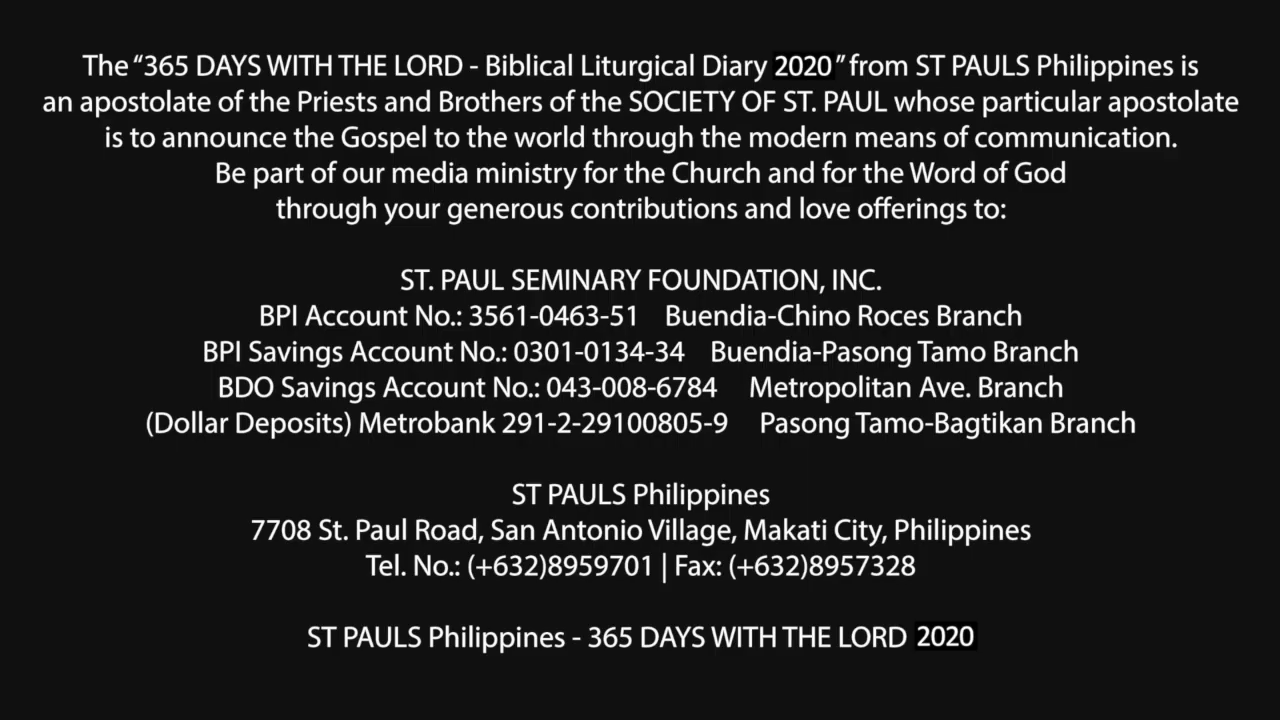 The “365 DAYS WITH THE LORD - Biblical Liturgical Diary 2020” from ST PAULS Philippines is
an apostolate of the Priests and Brothers of the SOCIETY OF ST. PAUL whose particular apostolate
is to announce the Gospel to the world through the modern means of communication.
Be part of our media ministry for the Church and for the Word of God
through your generous contributions and love offerings to:
ST. PAUL SEMINARY FOUNDATION, INC.
BPI Account No.: 3561-0463-51 Buendia-Chino Roces Branch
BPI Savings Account No.: 0301-0134-34 Buendia-Pasong Tamo Branch
BDO Savings Account No.: 043-008-6784 Metropolitan Ave. Branch
(Dollar Deposits) Metrobank 291-2-29100805-9 Pasong Tamo-Bagtikan Branch
ST PAULS Philippines
7708 St. Paul Road, San Antonio Village, Makati City, Philippines
Tel. No.: (+632)8959701 | Fax: (+632)8957328
ST PAULS Philippines - 365 DAYS WITH THE LORD 2020